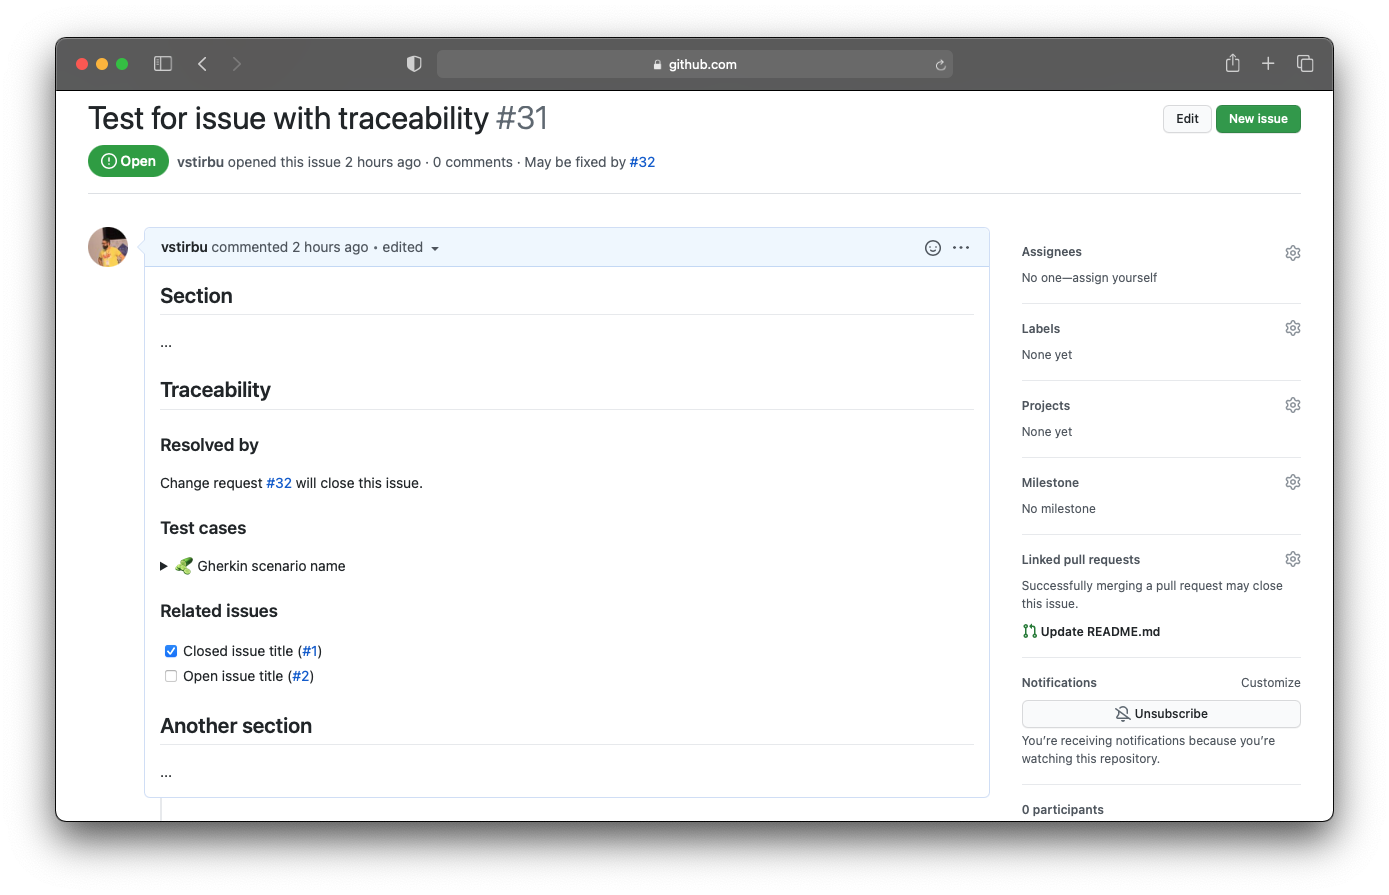 github.com
Test for issue with traceability #31
Edit
New issue
Open
vstirbu opened this issue 2 hours ago · 0 comments · May be fixed by #32
vstirbu commented 2 hours ago • edited
Section
...
Traceability
Resolved by
Change request #32 will close this issue.
Test cases
Gherkin scenario name
Related issues
Closed issue title (#1)
Open issue title (#2)
Another section
...
Assignees
No one—assign yourself
Labels
None yet
Projects
None yet
Milestone
No milestone
Linked pull requests
Successfully merging a pull request may close
this issue.
Update README.md
Notifications
Customize
Unsubscribe
You’re receiving notifications because you’re
watching this repository.
0 participants